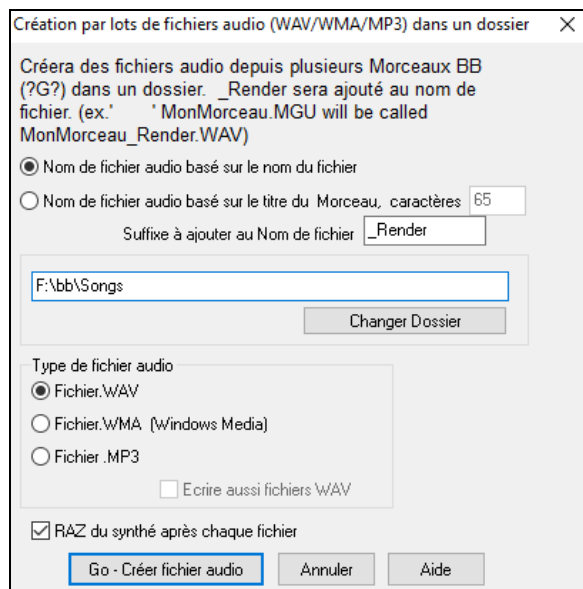 Création par lots de fichiers audio (WAV/WMA/MP3) dans un dossier
Créera des fichiers audio depuis plusieurs Morceaux BB
(?G?) dans un dossier. _Render sera ajouté au nom de
fichier. (ex.' ' MonMorceau.MGU will be called
MonMorceau_Render.WAV)
Nom de fichier audio basé sur le nom du fichier
Nom de fichier audio basé sur le titre du Morceau, caractères 65
Suffixe à ajouter au Nom de fichier _Render
F:\bb\Songs
Changer Dossier
Type de fichier audio
Fichier.WAV
Fichier.WMA (Windows Media)
Fichier .MP3
Ecrire aussi fichiers WAV
RAZ du synthé après chaque fichier
Go - Créer fichier audio Annuler Aide